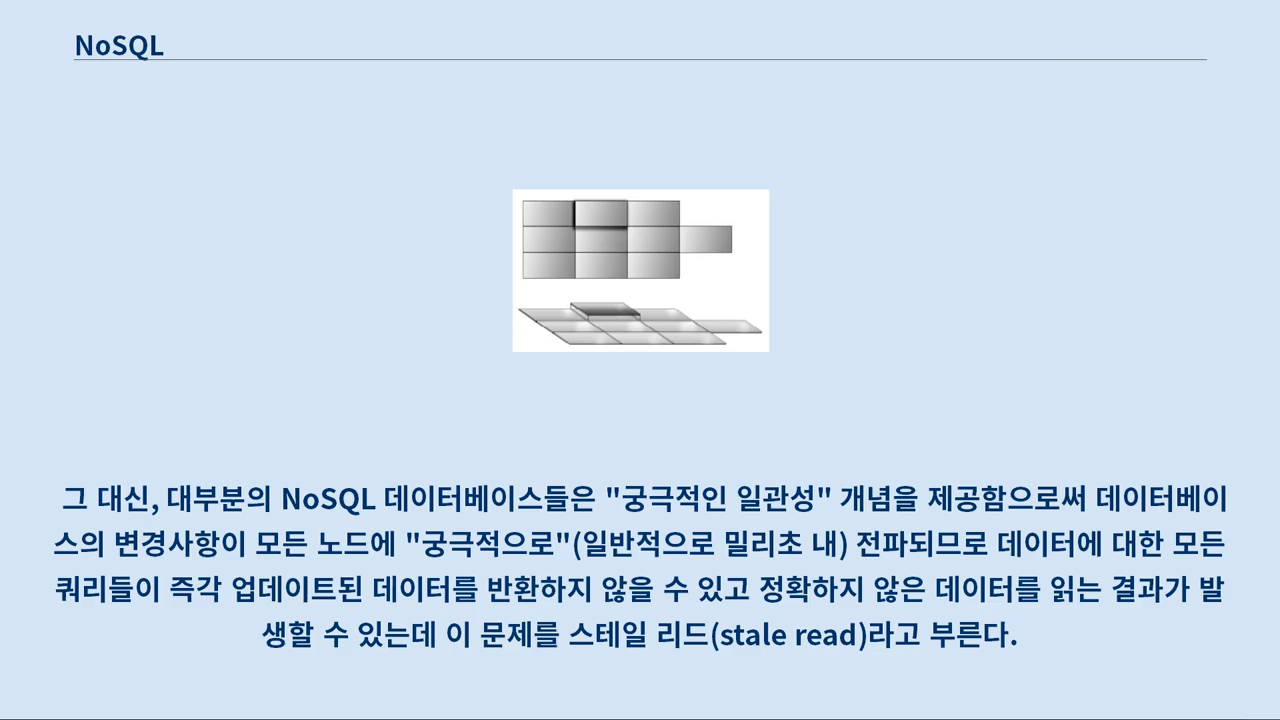 NoSQL
그 대신, 대부분의 NoSQL 데이터베이스들은 "궁극적인 일관성" 개념을 제공함으로써 데이터베이
스의 변경사항이 모든 노드에 "궁극적으로"(일반적으로 밀리초 내) 전파되므로 데이터에 대한 모든
쿼리들이 즉각 업데이트된 데이터를 반환하지 않을 수 있고 정확하지 않은 데이터를 읽는 결과가 발
생할 수 있는데 이 문제를 스테일 리드(stale read)라고 부른다.